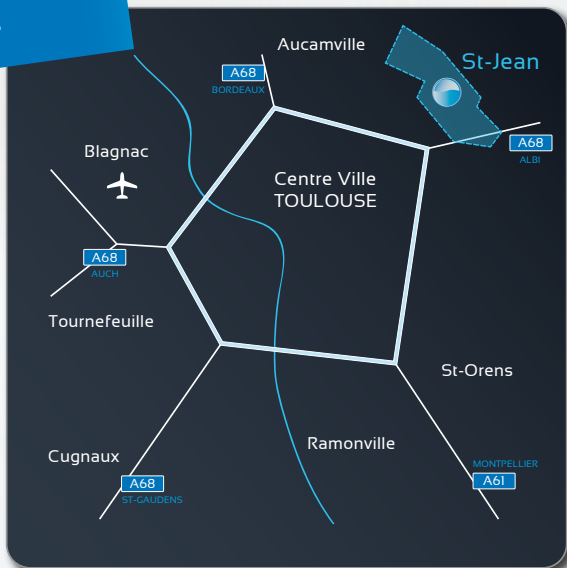 Aucamville
St-Jean
A68
BORDEAUX
A68
ALBI
Blagnac
Centre Ville
TOULOUSE
A68
AUCH
Tournefeuille
St-Orens
Ramonville
Cugnaux
MONTPELLIER
A61
A68
ST-GAUDENS